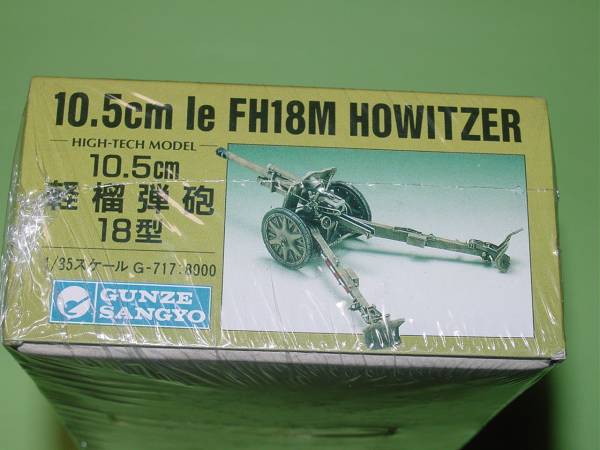 10.5cm le FH18M HOWITZER
HIGH-TECH MODEL
10.5cm
軽榴弾砲
18型
1/35スケール G-717:8000
GUNZE
SANGYO